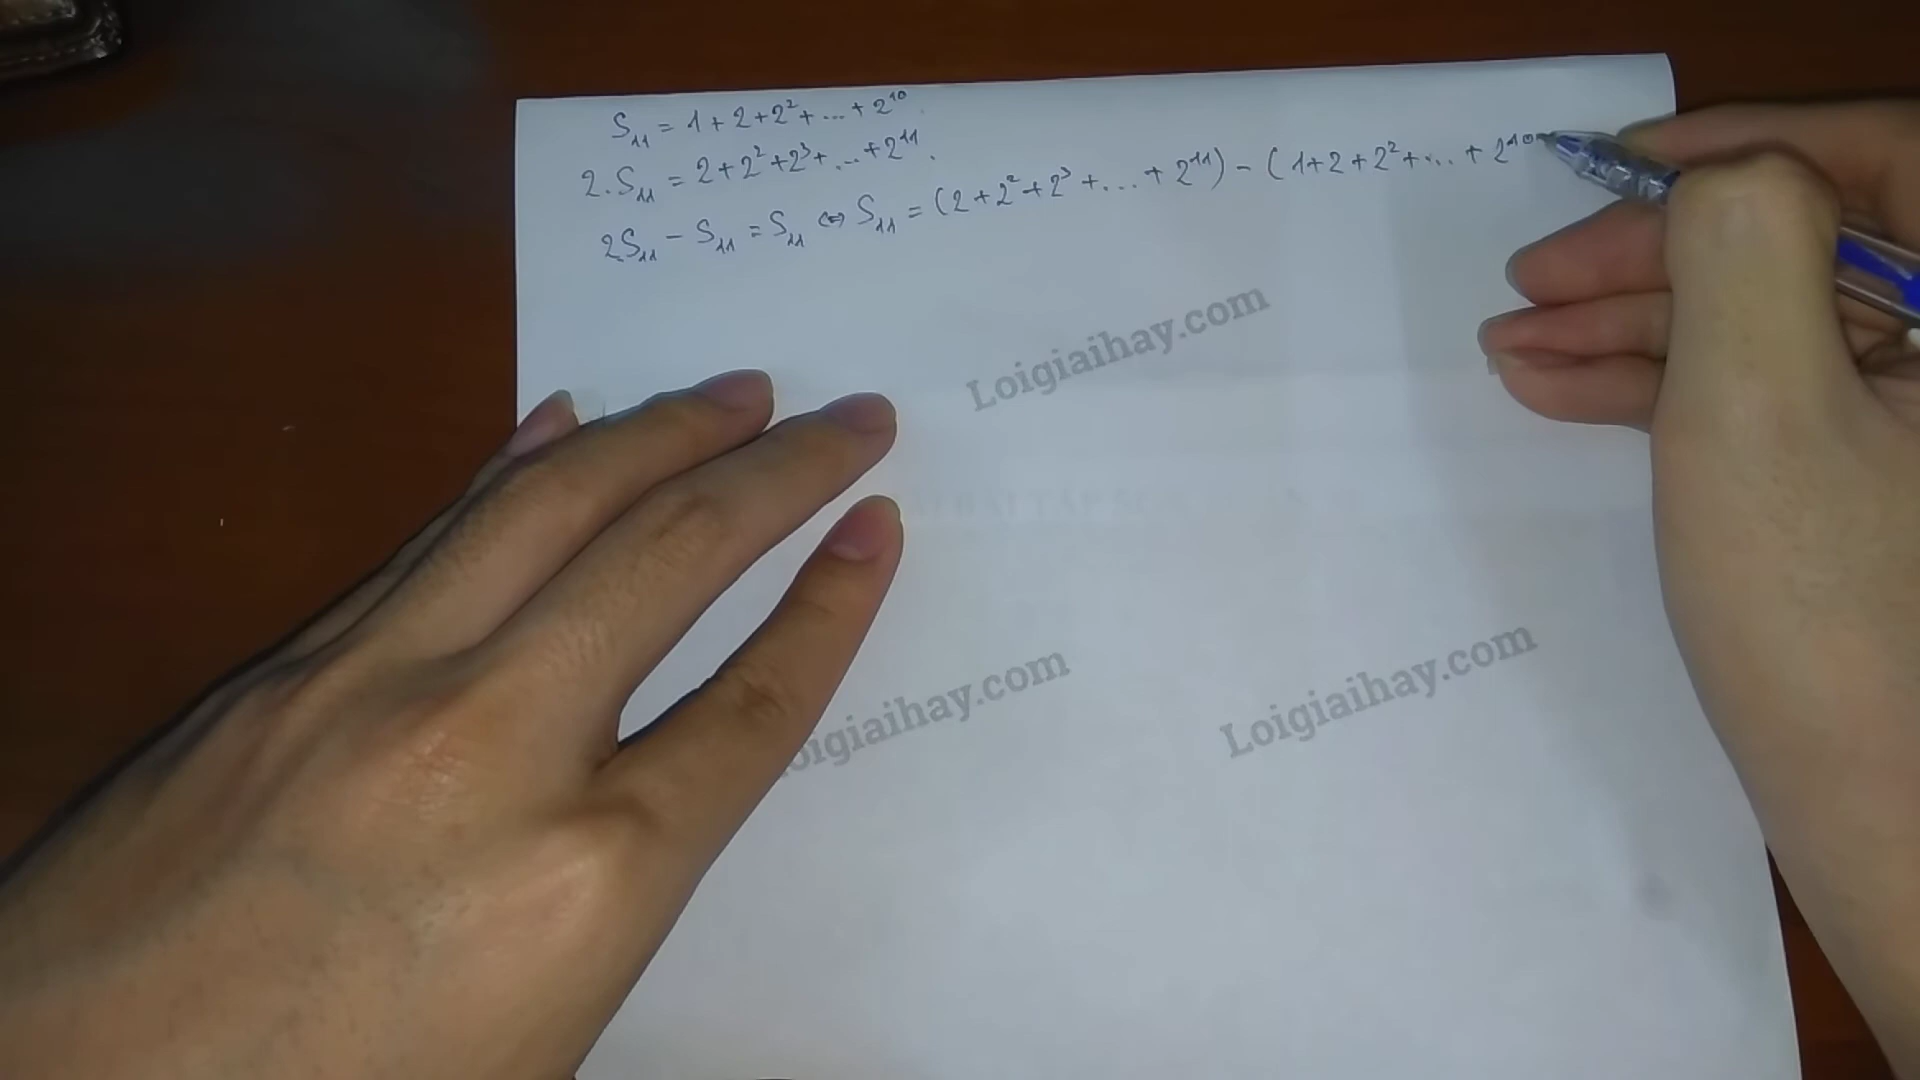 S₁₁ = 1 + 2 + 2² + ... + 2¹⁰
2.S₁₁ = 2 + 2² + 2³ + ... + 2¹¹.
2S₁₁ - S₁₁ = S₁₁ ⇔ S₁₁ = (2 + 2² + 2³ + ... + 2¹¹) - (1 + 2 + 2² + ... + 2¹⁰
Loigiaihay.com
oigiaihay.com
Loigiaihay.com